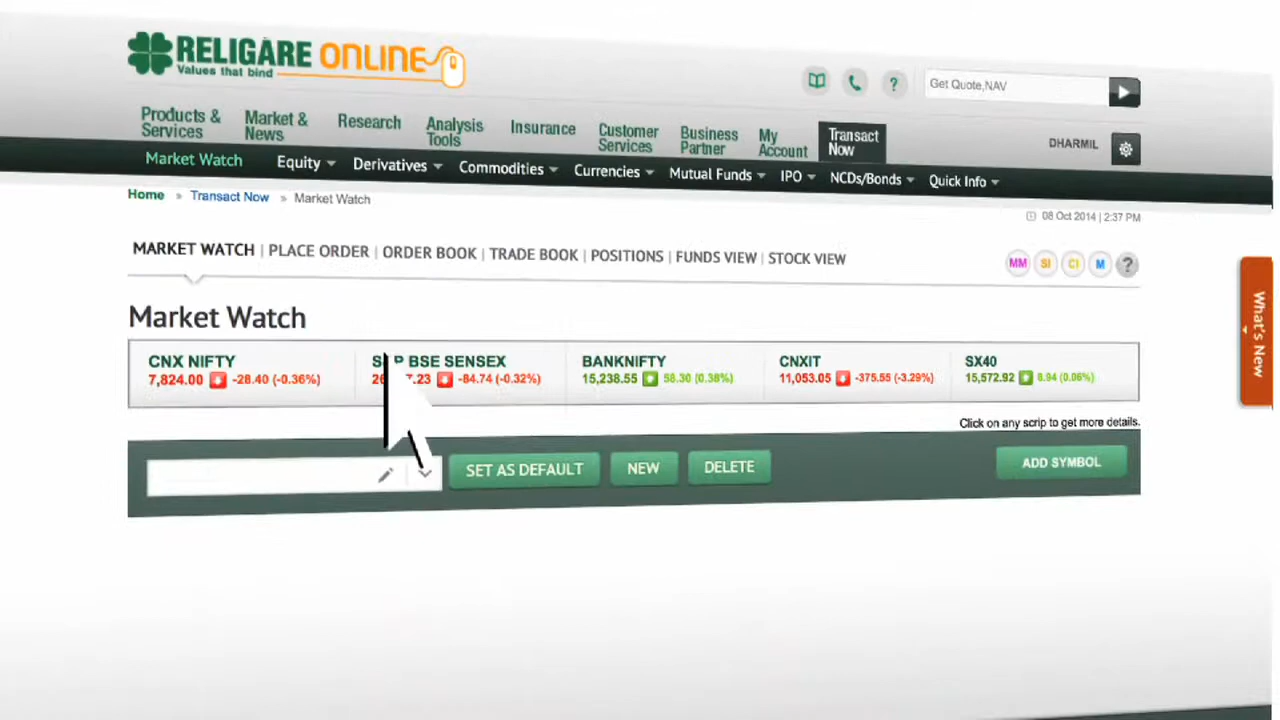 RELIGARE ONLINE
Values that bind
Get Quote,NAV
Products & Services
Market & News
Research
Analysis Tools
Insurance
Customer Services
Business Partner
My Account
Transact Now
DHARMIL
Market Watch Equity Derivatives Commodities Currencies Mutual Funds IPO NCDs/Bonds Quick Info
Home » Transact Now » Market Watch
08 Oct 2014 | 2:37 PM
MARKET WATCH | PLACE ORDER | ORDER BOOK | TRADE BOOK | POSITIONS | FUNDS VIEW | STOCK VIEW
MM SI CI M ?
What's New
Market Watch
CNX NIFTY
7,824.00 -28.40 (-0.36%)
BSE SENSEX
-84.74 (-0.32%)
BANKNIFTY
15,238.55 58.30 (0.38%)
CNXIT
11,053.05 -375.55 (-3.29%)
SX40
15,572.92 8.94 (0.06%)
Click on any scrip to get more details.
SET AS DEFAULT NEW DELETE ADD SYMBOL